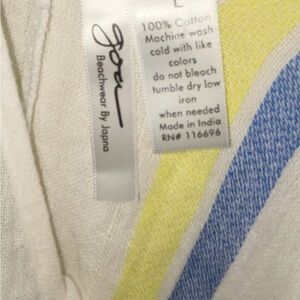 goa
Beachwear By Japna
L
100% Cotton
Machine wash
cold with like
colors
do not bleach
tumble dry low
iron
when needed
Made in India
RN# 116696